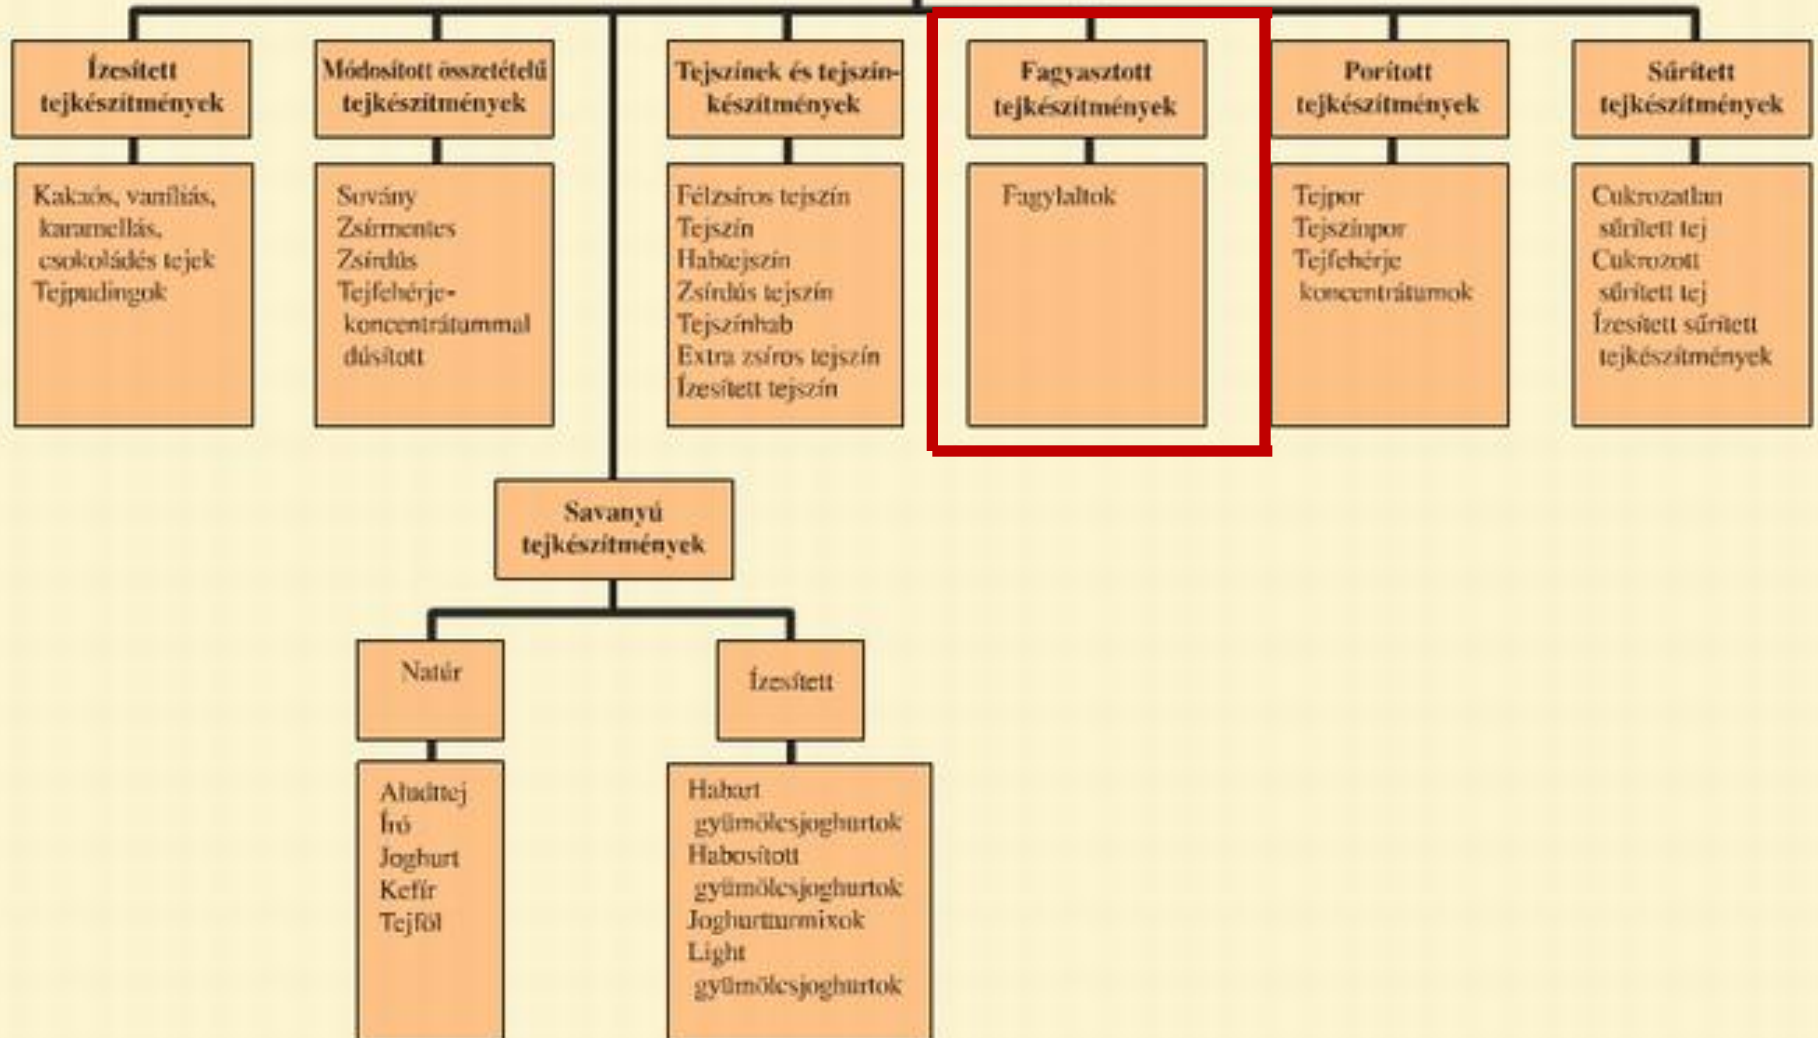 Ízesített
tejkészítmények
Kakaós, vaníliás,
karamellás,
csokoládés tejek
Tejpudingok
Módosított összetételű
tejkészítmények
Sovány
Zsírmentes
Zsírdús
Tejfehérje-
koncentrátummal
dúsított
Tejszínek és tejszín-
készítmények
Félzsíros tejszín
Tejszín
Habtejszín
Zsírdús tejszín
Tejszínhab
Extra zsíros tejszín
Ízesített tejszín
Fagyasztott
tejkészítmények
Fagylaltok
Porított
tejkészítmények
Tejpor
Tejszínpor
Tejfehérje
koncentrátumok
Sűrített
tejkészítmények
Cukrozatlan
sűrített tej
Cukrozott
sűrített tej
Ízesített sűrített
tejkészítmények
Savanyú
tejkészítmények
Natúr
Aludttej
Író
Joghurt
Kefír
Tejföl
Ízesített
Habart
gyümölcsjoghurtok
Habosított
gyümölcsjoghurtok
Joghurtturmixok
Light
gyümölcsjoghurtok